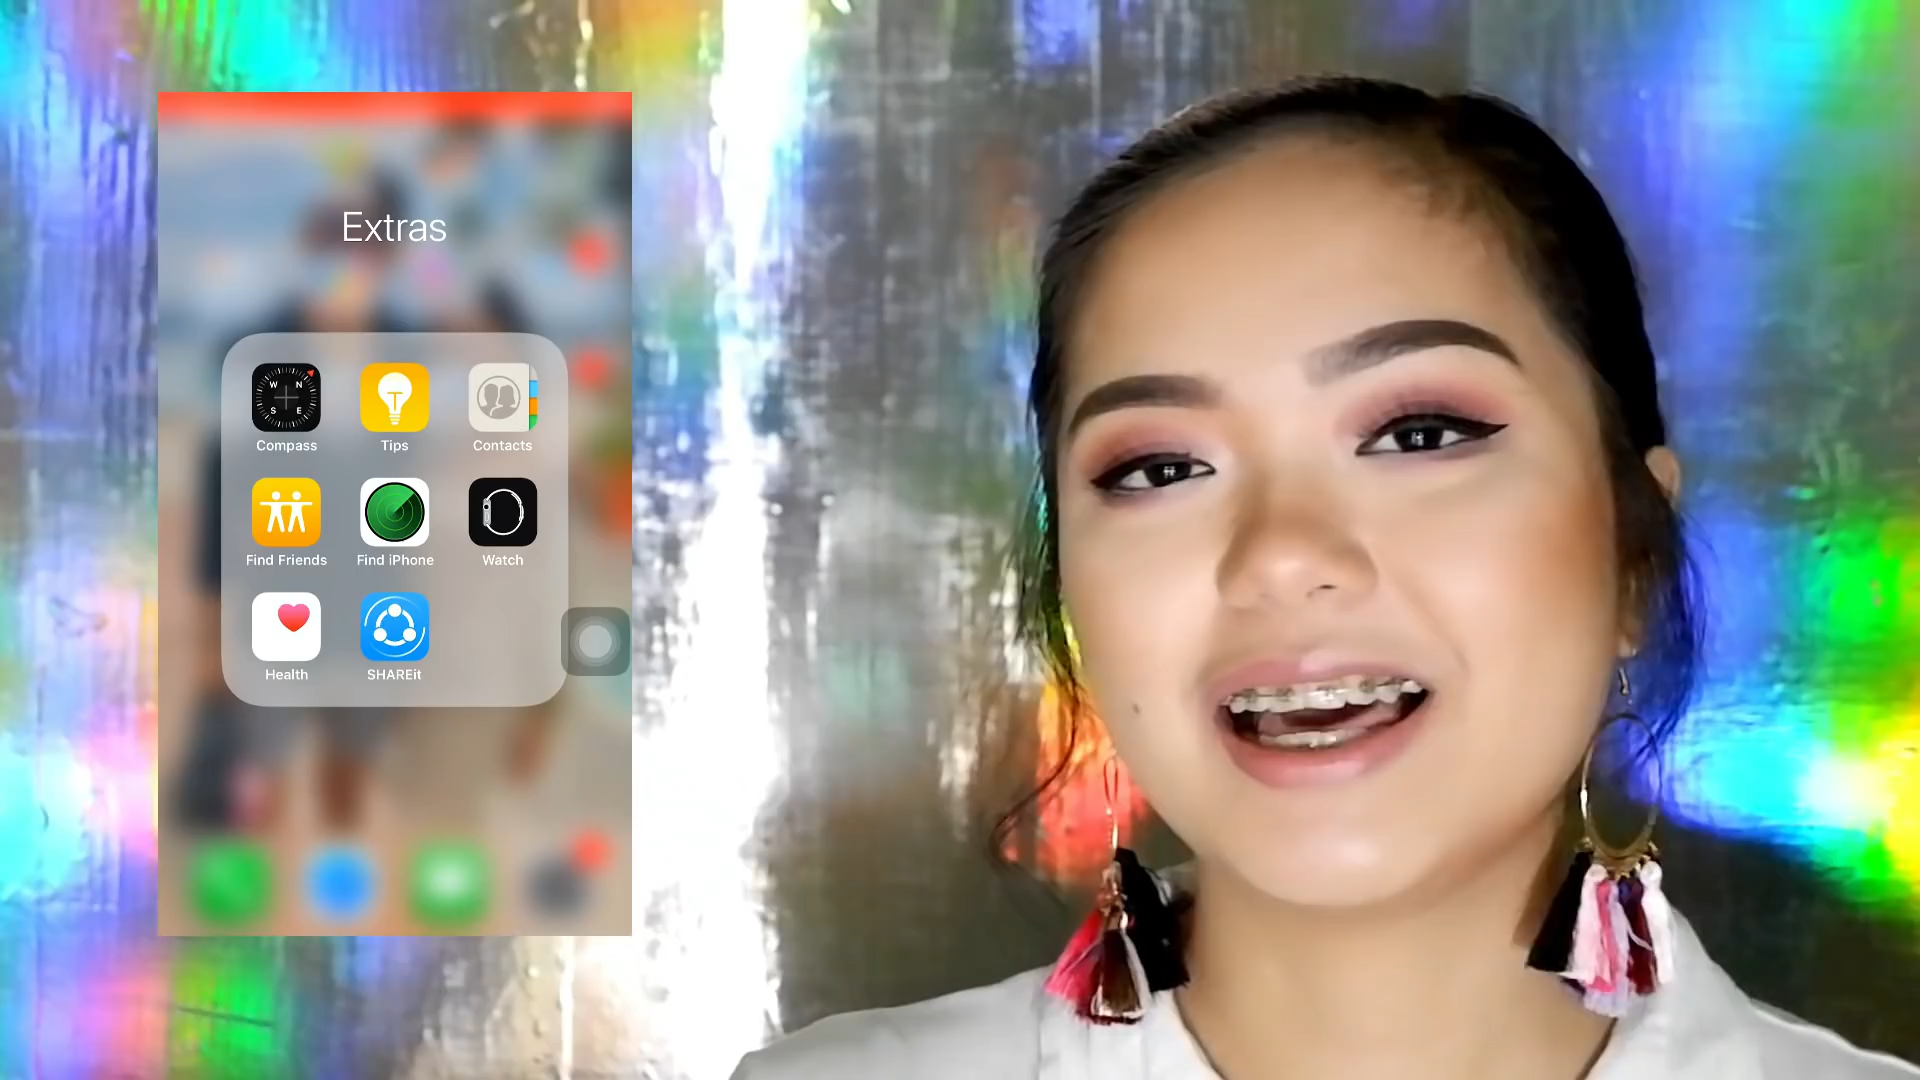 Extras
W N
S E
Compass Tips Contacts
Find Friends Find iPhone Watch
Health SHAREit